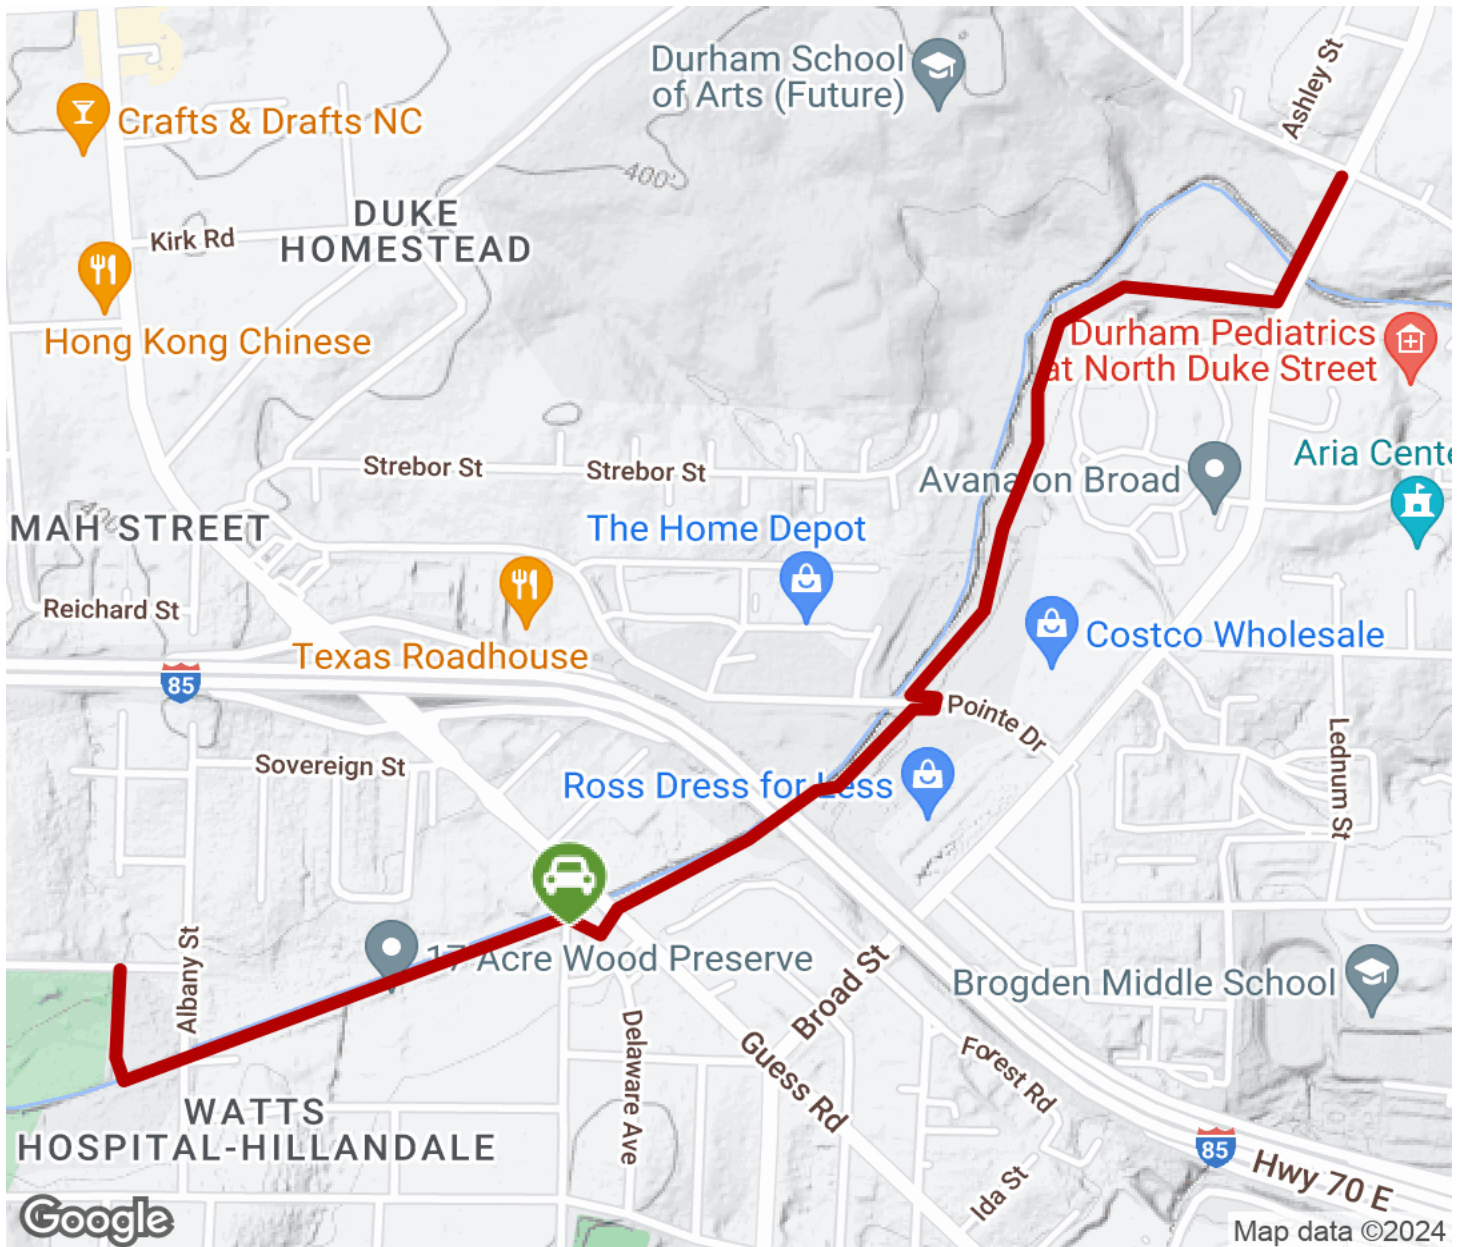 Durham School
of Arts (Future)
Ashley St
Crafts & Drafts NC
400
DUKE
HOMESTEAD
Kirk Rd
Hong Kong Chinese
Durham Pediatrics
at North Duke Street
Strebor St
Strebor St
Avana on Broad
Aria Cente
MAH STREET
The Home Depot
Reichard St
Costco Wholesale
Texas Roadhouse
85
Pointe Dr
Lednum St
Sovereign St
Ross Dress for Less
17 Acre Wood Preserve
Albany St
Broad St
Brogden Middle School
Delaware Ave
Guess Rd
Forest Rd
WATTS
HOSPITAL-HILLANDALE
85
Hwy 70 E
Ida St
Google
Map data ©2024